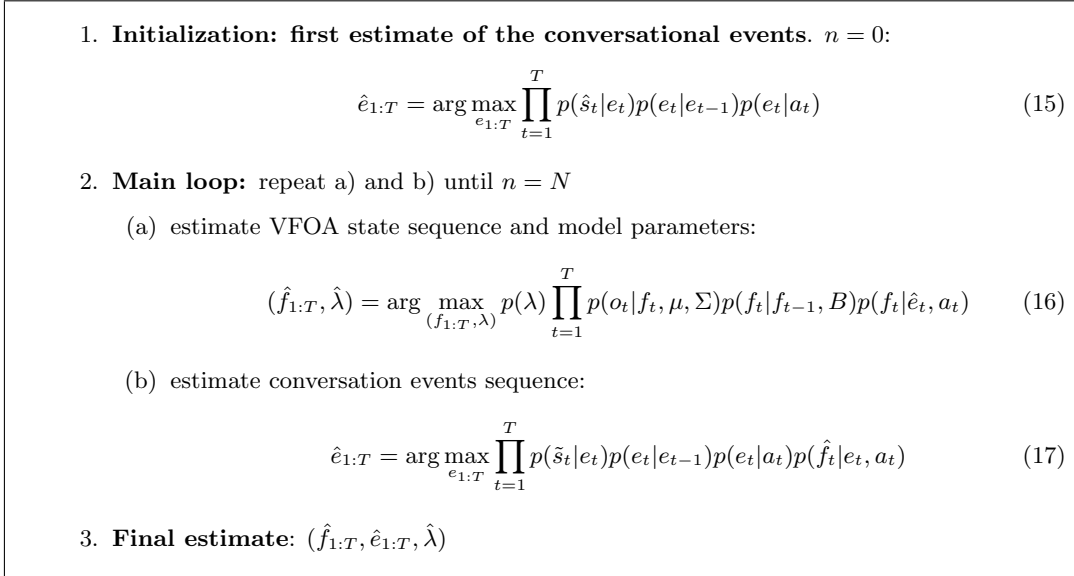 1. Initialization: first estimate of the conversational events. n = 0:
ê_{1:T} = arg max_{e_{1:T}} ∏_{t=1}^{T} p(ŝ_t|e_t)p(e_t|e_{t−1})p(e_t|a_t) (15)
2. Main loop: repeat a) and b) until n = N
(a) estimate VFOA state sequence and model parameters:
(f̂_{1:T}, λ̂) = arg max_{(f_{1:T},λ)} p(λ) ∏_{t=1}^{T} p(o_t|f_t, μ, Σ)p(f_t|f_{t−1}, B)p(f_t|ê_t, a_t) (16)
(b) estimate conversation events sequence:
ê_{1:T} = arg max_{e_{1:T}} ∏_{t=1}^{T} p(s̃_t|e_t)p(e_t|e_{t−1})p(e_t|a_t)p(f̂_t|e_t, a_t) (17)
3. Final estimate: (f̂_{1:T}, ê_{1:T}, λ̂)